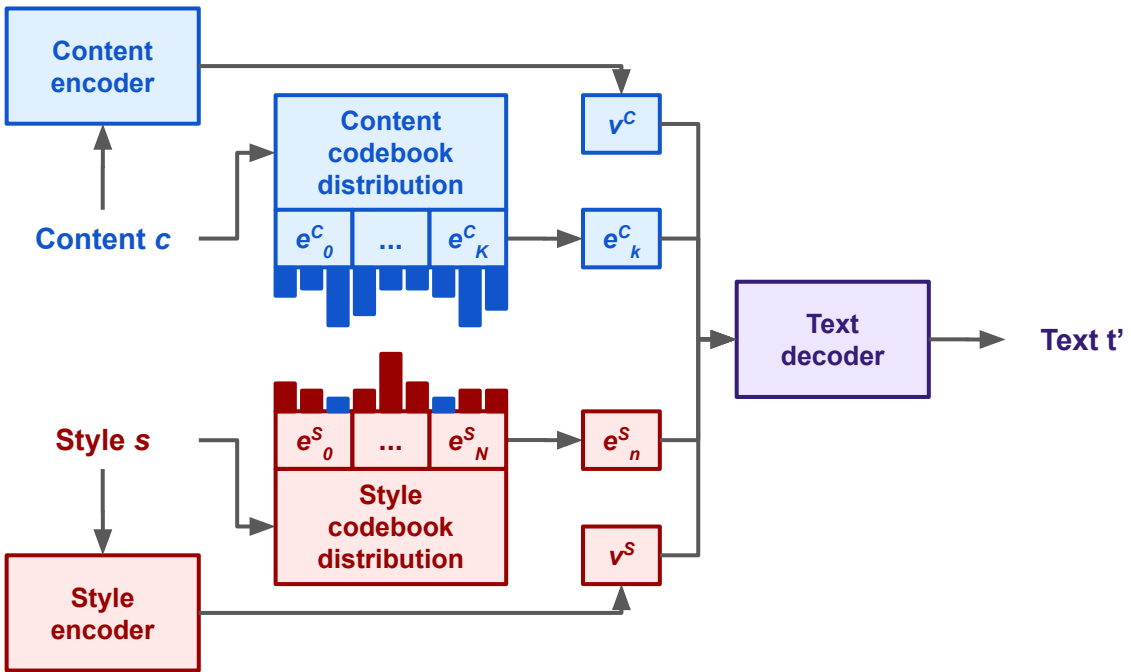 Content
encoder
Content
codebook
distribution
v^C
Content c
e^C_0
...
e^C_K
e^C_k
Text
decoder
Text t’
Style s
e^S_0
...
e^S_N
e^S_n
Style
codebook
distribution
v^S
Style
encoder